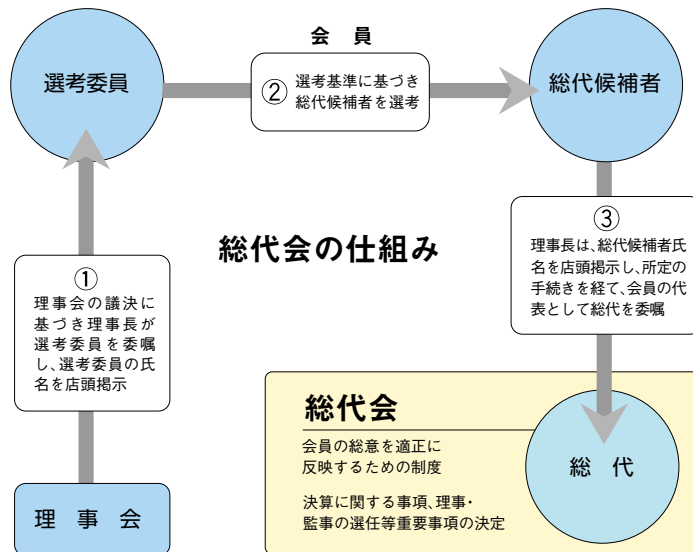 会　員
選考委員
②
選考基準に基づき
総代候補者を選考
総代候補者
総代会の仕組み
①
理事会の議決に
基づき理事長が
選考委員を委嘱
し、選考委員の氏
名を店頭掲示
③
理事長は、総代候補者氏
名を店頭掲示し、所定の
手続きを経て、会員の代
表として総代を委嘱
理　事　会
総代会
会員の総意を適正に
反映するための制度
決算に関する事項、理事・
監事の選任等重要事項の決定
総　代